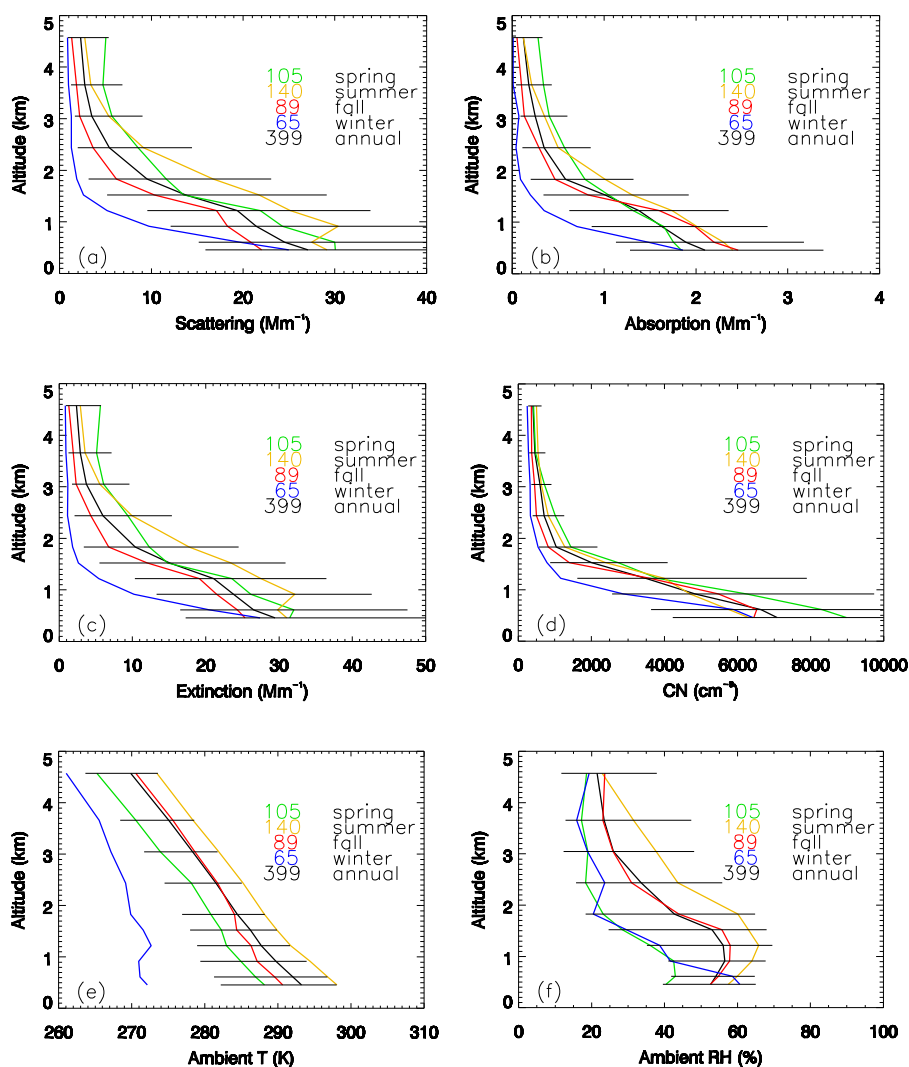 5
4
3
2
1
0
Altitude (km)
105 spring
140 summer
89 fall
65 winter
399 annual
(a)
0 10 20 30 40
Scattering (Mm⁻¹)
5
4
3
2
1
0
Altitude (km)
105 spring
140 summer
89 fall
65 winter
399 annual
(b)
0 1 2 3 4
Absorption (Mm⁻¹)
5
4
3
2
1
0
Altitude (km)
105 spring
140 summer
89 fall
65 winter
399 annual
(c)
0 10 20 30 40 50
Extinction (Mm⁻¹)
5
4
3
2
1
0
Altitude (km)
105 spring
140 summer
89 fall
65 winter
399 annual
(d)
0 2000 4000 6000 8000 10000
CN (cm⁻³)
5
4
3
2
1
0
Altitude (km)
105 spring
140 summer
89 fall
65 winter
399 annual
(e)
260 270 280 290 300 310
Ambient T (K)
5
4
3
2
1
0
Altitude (km)
105 spring
140 summer
89 fall
65 winter
399 annual
(f)
0 20 40 60 80 100
Ambient RH (%)